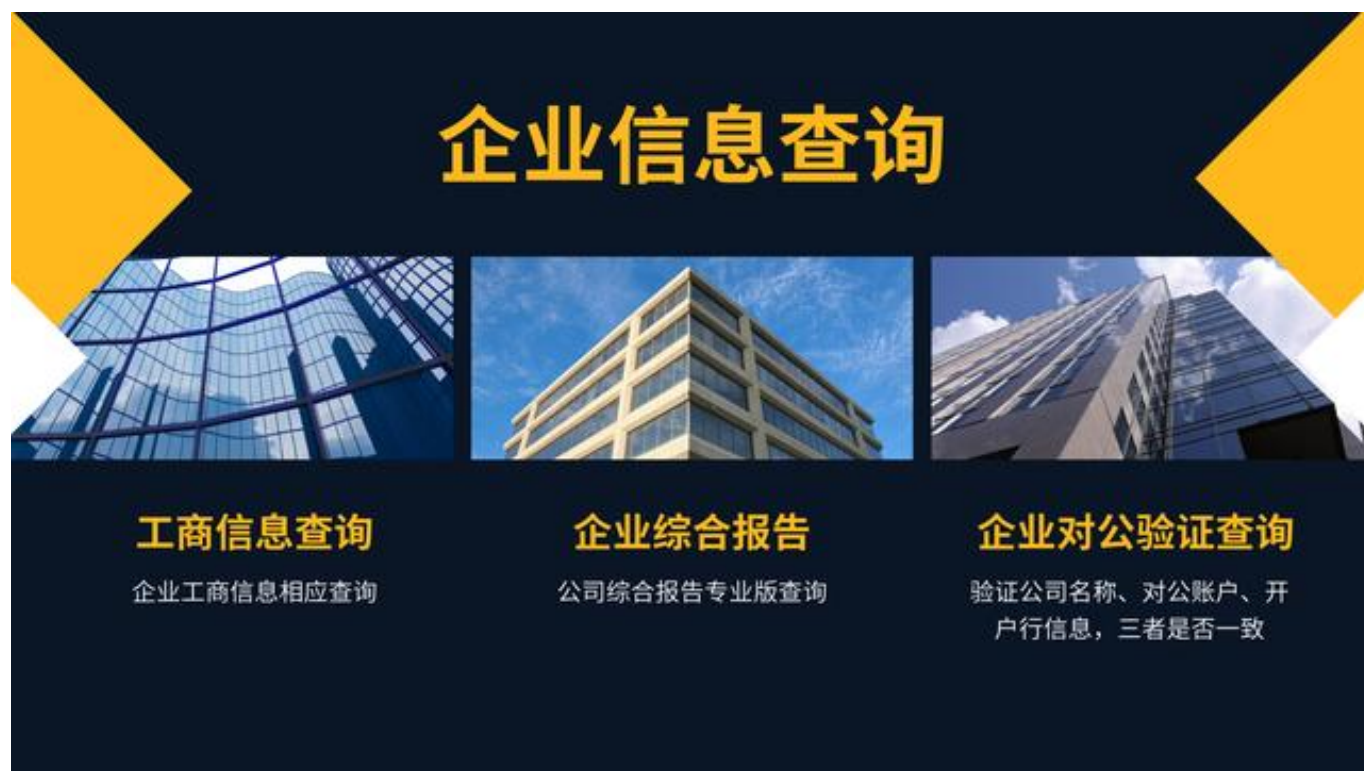 企业信息查询
工商信息查询
企业工商信息相应查询
企业综合报告
公司综合报告专业版查询
企业对公验证查询
验证公司名称、对公账户、开
户行信息，三者是否一致